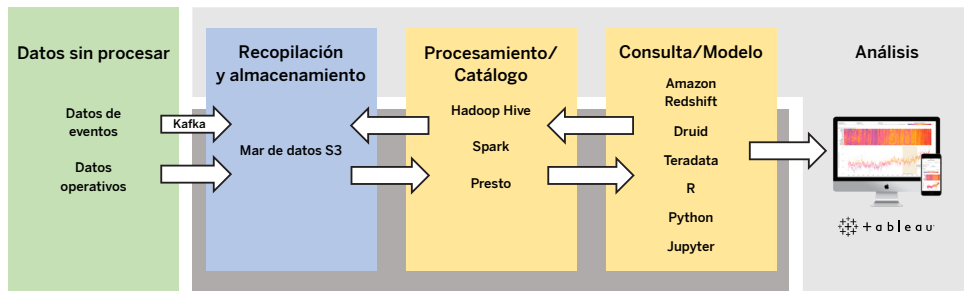 Datos sin procesar
Datos de
eventos
Kafka
Datos
operativos
Recopilación
y almacenamiento
Mar de datos S3
Procesamiento/
Catálogo
Hadoop Hive
Spark
Presto
Consulta/Modelo
Amazon
Redshift
Druid
Teradata
R
Python
Jupyter
Análisis
+ a b l e a u